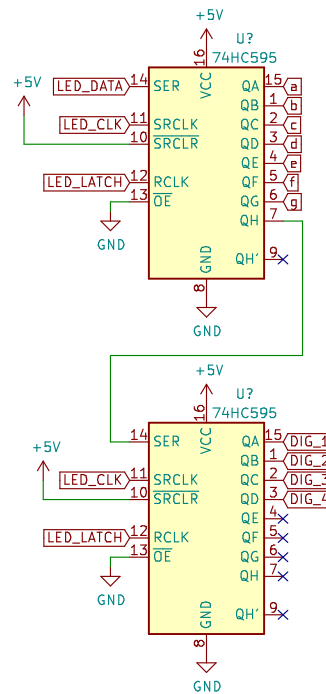 +5V
U?
74HC595
16
VCC
+5V
LED_DATA 14 SER QA 15 a
QB 1 b
LED_CLK 11 SRCLK QC 2 c
10 SRCLR QD 3 d
QE 4 e
LED_LATCH 12 RCLK QF 5 f
13 OE QG 6 g
QH 7
GND
GND QH' 9
8
GND
+5V
U?
74HC595
16
VCC
14 SER QA 15 DIG_1
+5V
QB 1 DIG_2
LED_CLK 11 SRCLK QC 2 DIG_3
10 SRCLR QD 3 DIG_4
QE 4
LED_LATCH 12 RCLK QF 5
13 OE QG 6
QH 7
GND
GND QH' 9
8
GND